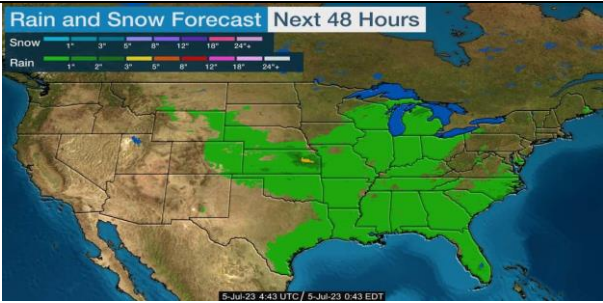 Rain and Snow Forecast Next 48 Hours
Snow 1" 3" 5" 8" 12" 18" 24"+
Rain 1" 2" 3" 5" 8" 12" 18" 24"+
5-Jul-23 4:43 UTC / 5-Jul-23 0:43 EDT